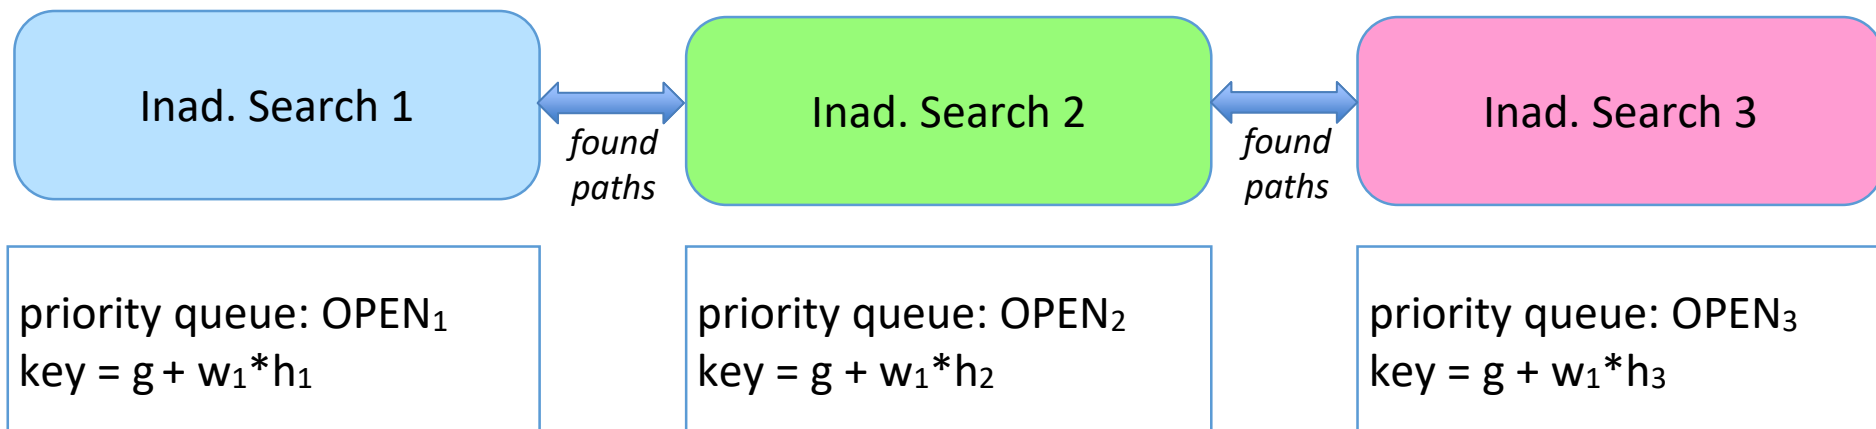 Inad. Search 1
Inad. Search 2
Inad. Search 3
found
paths
found
paths
priority queue: OPEN₁
key = g + w₁*h₁
priority queue: OPEN₂
key = g + w₁*h₂
priority queue: OPEN₃
key = g + w₁*h₃